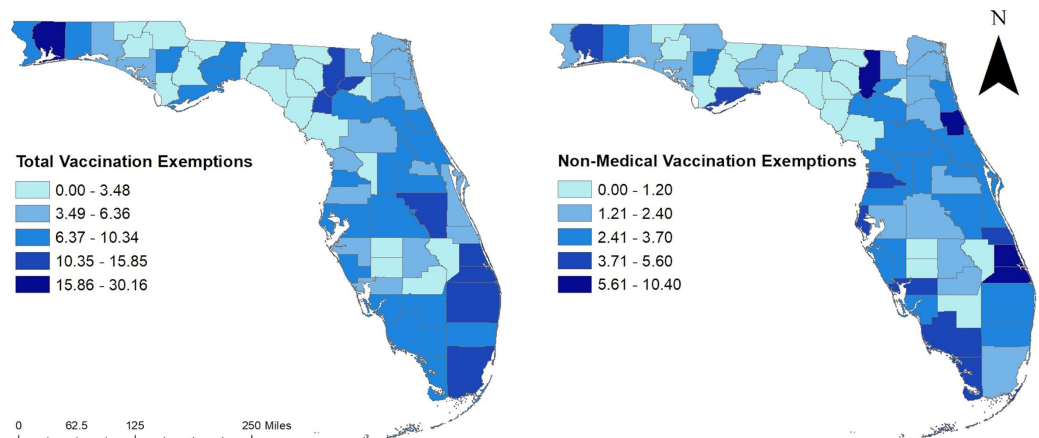 N
Total Vaccination Exemptions
0.00 - 3.48
3.49 - 6.36
6.37 - 10.34
10.35 - 15.85
15.86 - 30.16
Non-Medical Vaccination Exemptions
0.00 - 1.20
1.21 - 2.40
2.41 - 3.70
3.71 - 5.60
5.61 - 10.40
0 62.5 125 250 Miles